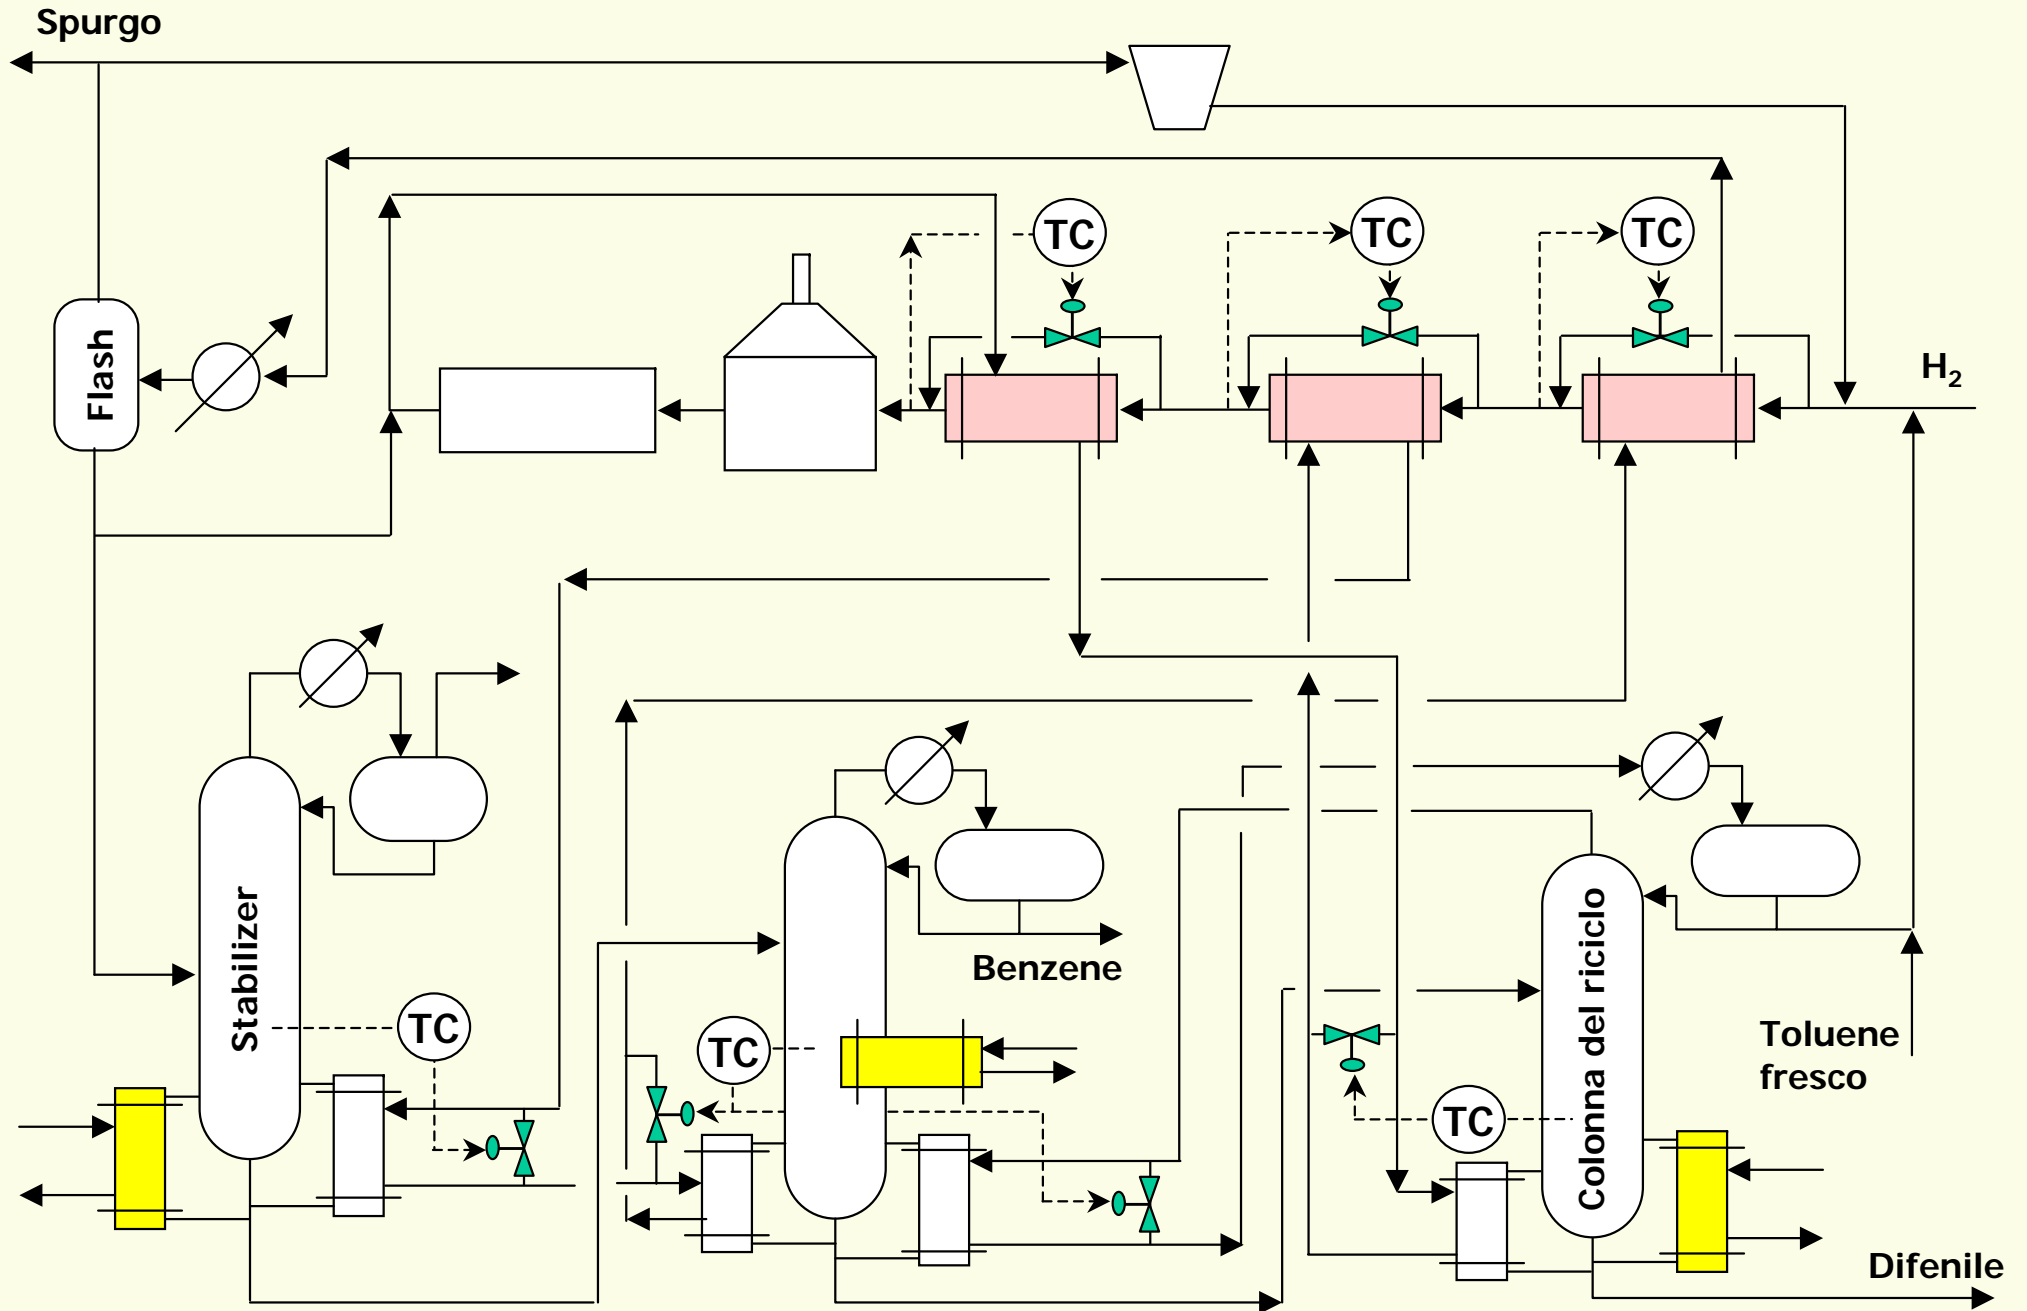 Spurgo
TC
TC
TC
H2
Flash
Stabilizer
TC
TC
Benzene
TC
Colonna del riciclo
Toluene
fresco
Difenile